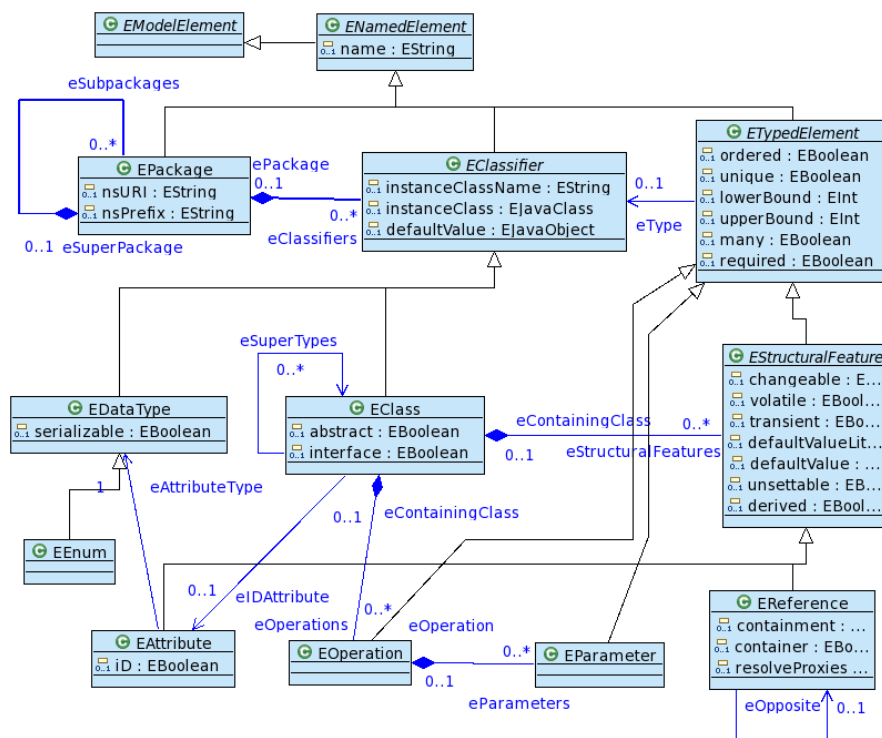 EModelElement
ENamedElement
name : EString
eSubpackages
0..*
EPackage
nsURI : EString
nsPrefix : EString
0..1
eSuperPackage
ePackage
0..1
0..*
eClassifiers
EClassifier
instanceClassName : EString
instanceClass : EJavaClass
defaultValue : EJavaObject
0..1
eType
ETypedElement
ordered : EBoolean
unique : EBoolean
lowerBound : EInt
upperBound : EInt
many : EBoolean
required : EBoolean
eSuperTypes
0..*
EDataType
serializable : EBoolean
EClass
abstract : EBoolean
interface : EBoolean
eContainingClass
0..*
0..1
eStructuralFeatures
EStructuralFeature
changeable : E...
volatile : EBool...
transient : EBo...
defaultValueLit...
defaultValue : ...
unsettable : EB...
derived : EBool...
1
eAttributeType
0..1
eContainingClass
EEnum
0..1
eIDAttribute
0..*
eOperations
eOperation
EAttribute
iD : EBoolean
EOperation
0..1
0..*
eParameters
EParameter
EReference
containment : ...
container : EBo...
resolveProxies ...
eOpposite
0..1